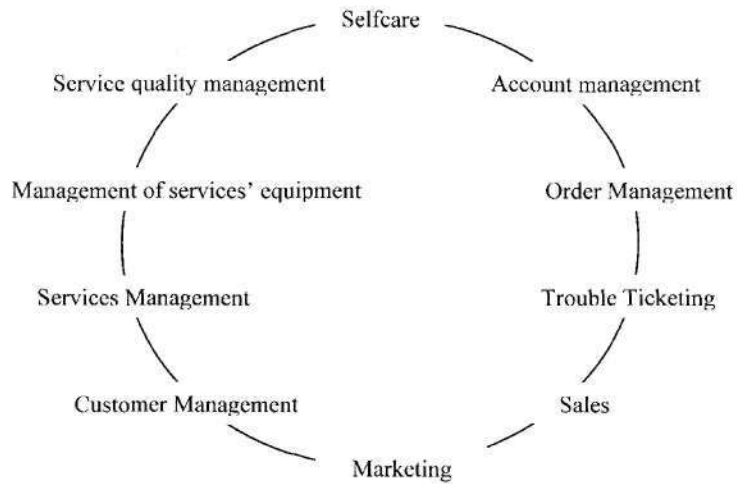 Selfcare
Service quality management
Account management
Management of services' equipment
Order Management
Services Management
Trouble Ticketing
Customer Management
Sales
Marketing